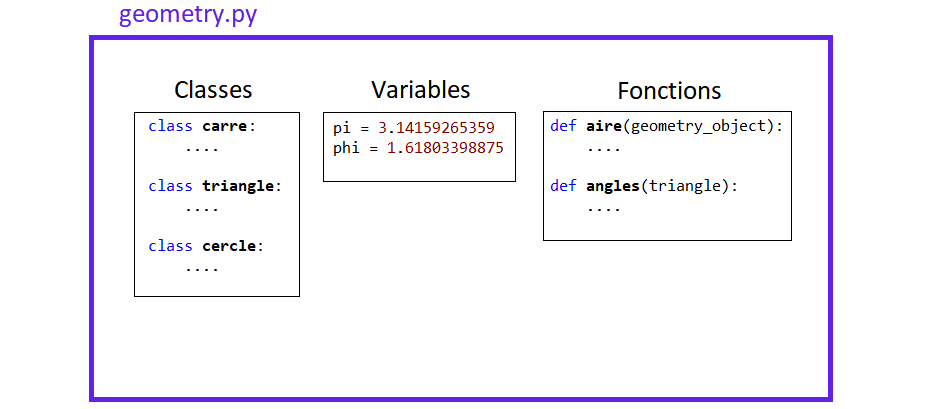 geometry.py
Classes
class carre:
....
class triangle:
....
class cercle:
....
Variables
pi = 3.14159265359
phi = 1.61803398875
Fonctions
def aire(geometry_object):
....
def angles(triangle):
....